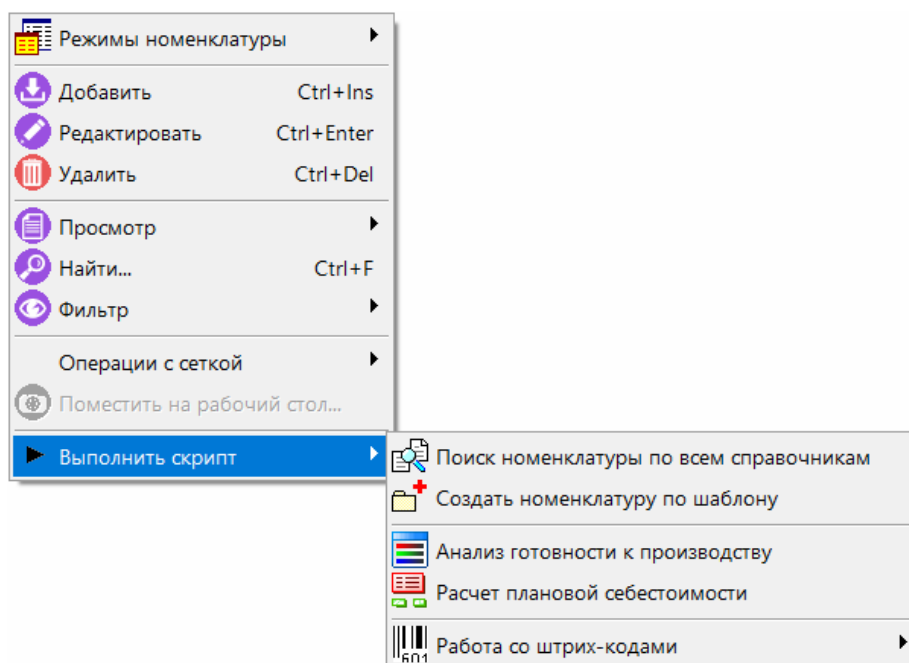 Режимы номенклатуры
Добавить Ctrl+Ins
Редактировать Ctrl+Enter
Удалить Ctrl+Del
Просмотр
Найти... Ctrl+F
Фильтр
Операции с сеткой
Поместить на рабочий стол...
Выполнить скрипт
Поиск номенклатуры по всем справочникам
Создать номенклатуру по шаблону
Анализ готовности к производству
Расчет плановой себестоимости
Работа со штрих-кодами
601